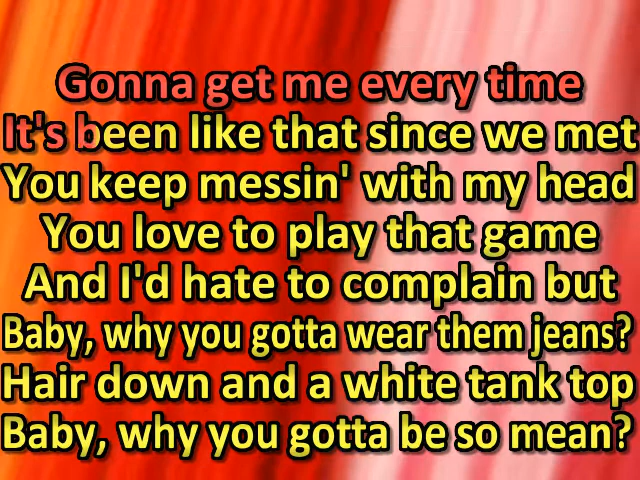 Gonna get me every time
It's been like that since we met
You keep messin' with my head
You love to play that game
And I'd hate to complain but
Baby, why you gotta wear them jeans?
Hair down and a white tank top
Baby, why you gotta be so mean?